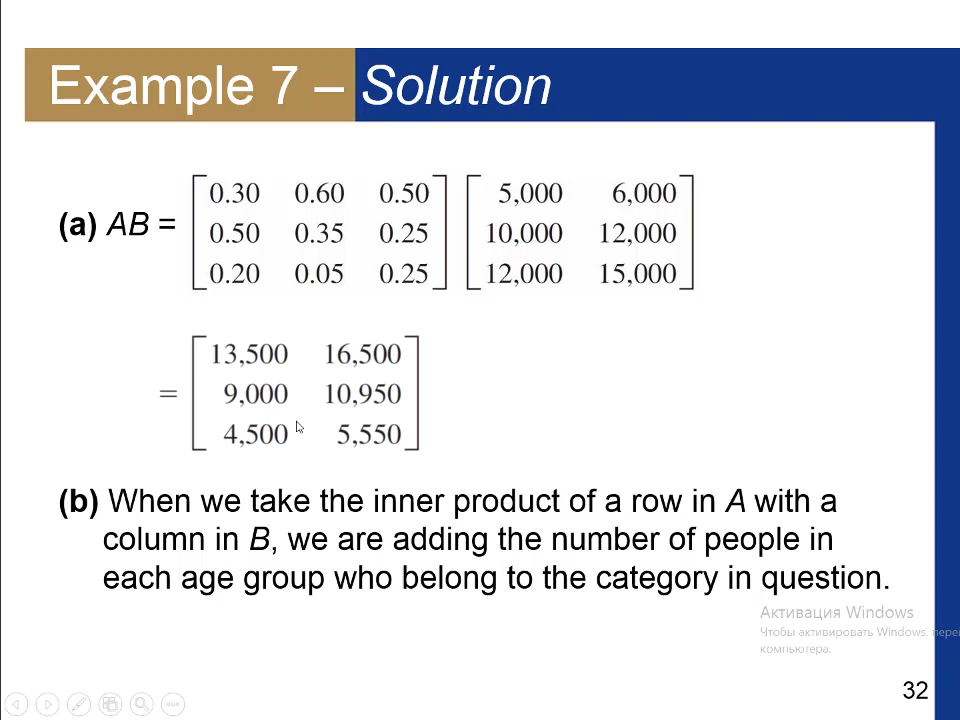 Example 7 – Solution
(a) AB = [0.30 0.60 0.50] [5,000 6,000]
[0.50 0.35 0.25] [10,000 12,000]
[0.20 0.05 0.25] [12,000 15,000]
= [13,500 16,500]
[9,000 10,950]
[4,500 5,550]
(b) When we take the inner product of a row in A with a
column in B, we are adding the number of people in
each age group who belong to the category in question.
Активация Windows
Чтобы активировать Windows,
компьютера.
32